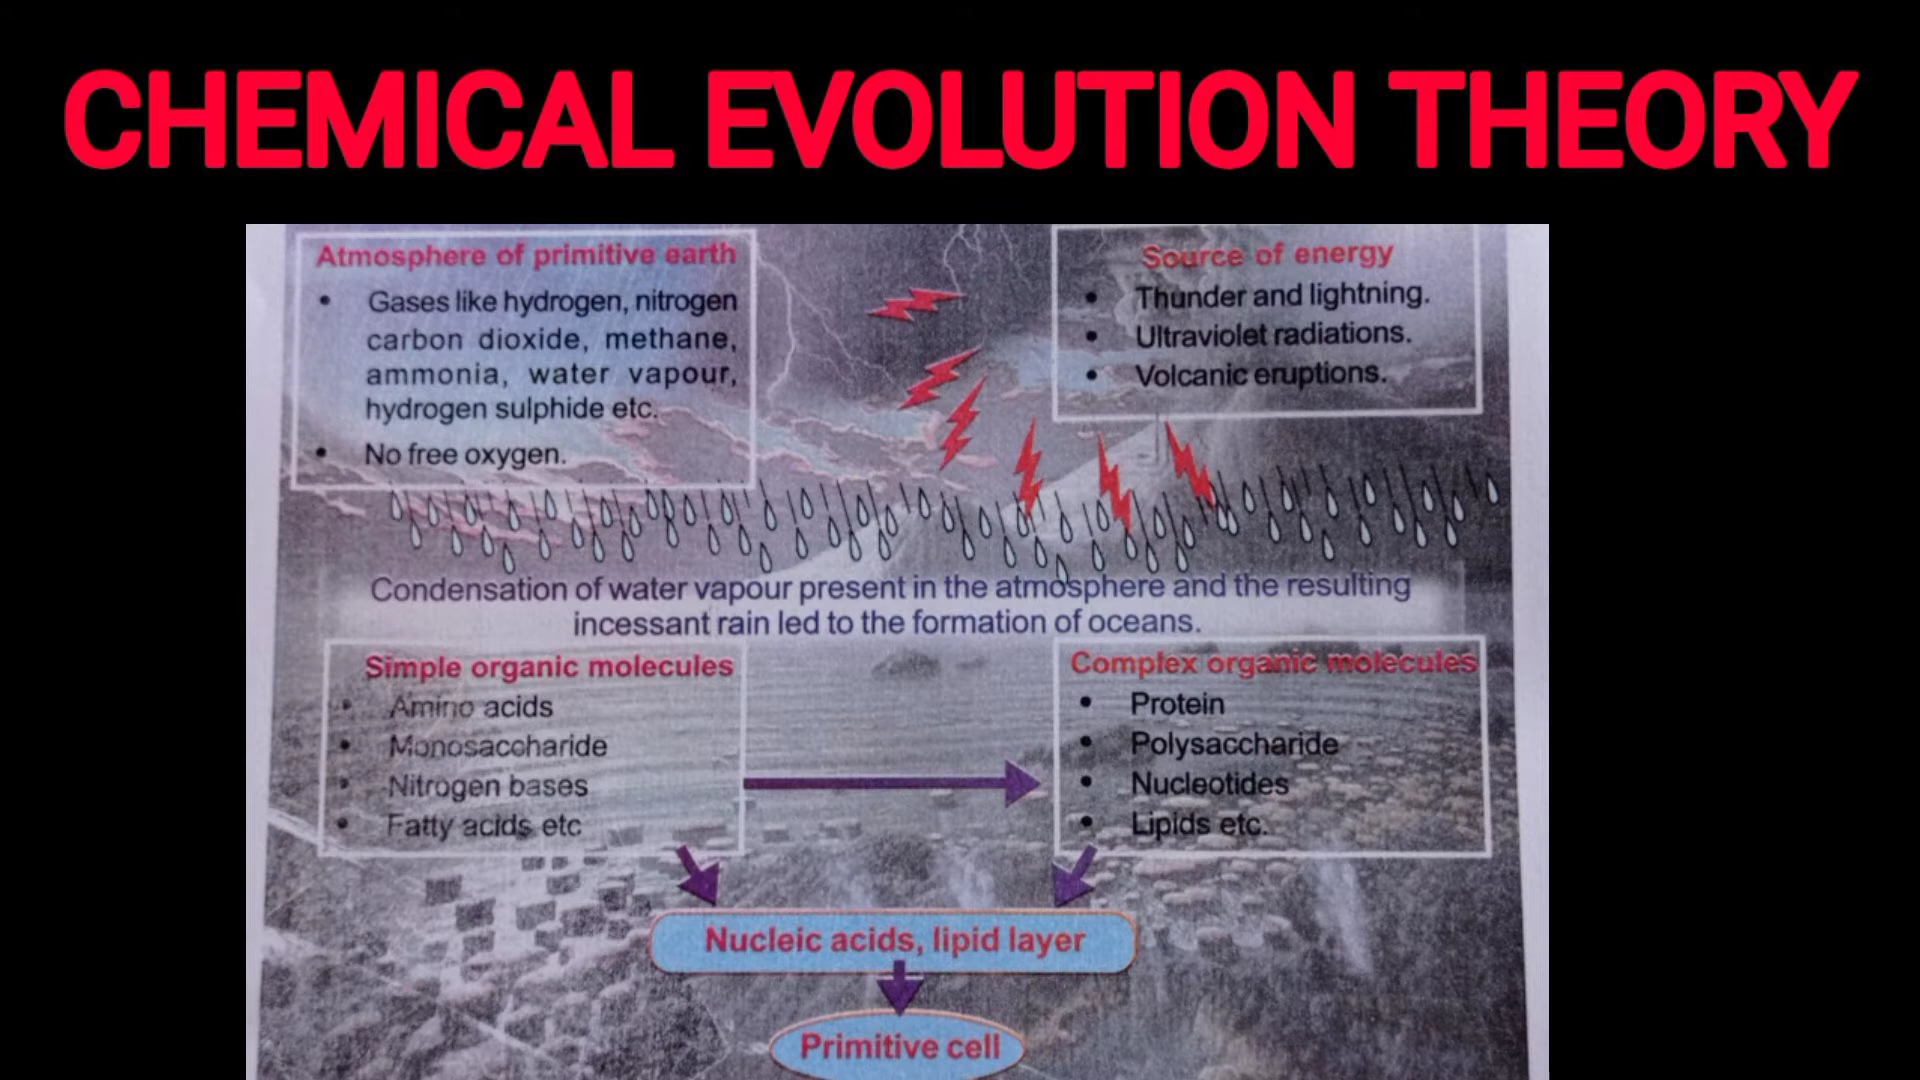 CHEMICAL EVOLUTION THEORY
Atmosphere of primitive earth
• Gases like hydrogen, nitrogen
carbon dioxide, methane,
ammonia, water vapour,
hydrogen sulphide etc.
• No free oxygen.
Source of energy
• Thunder and lightning.
• Ultraviolet radiations.
• Volcanic eruptions.
Condensation of water vapour present in the atmosphere and the resulting
incessant rain led to the formation of oceans.
Simple organic molecules
• Amino acids
• Monosaccharide
• Nitrogen bases
• Fatty acids etc
Complex organic molecules
• Protein
• Polysaccharide
• Nucleotides
• Lipids etc.
Nucleic acids, lipid layer
Primitive cell